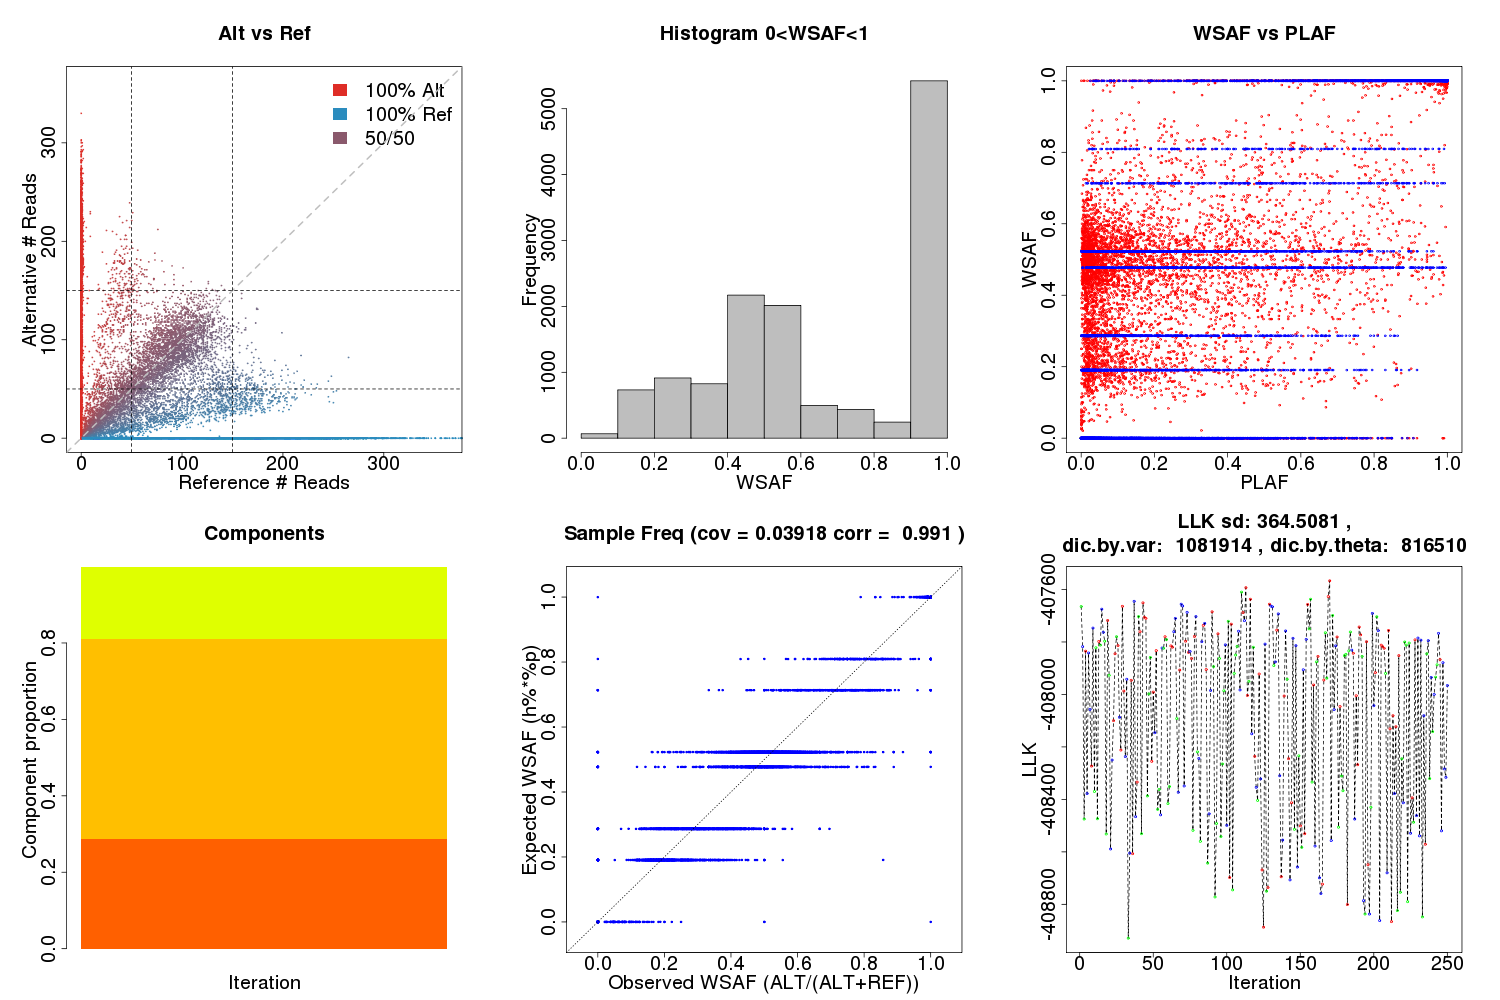 Alt vs Ref
100% Alt
100% Ref
50/50
Alternative # Reads
0
100
200
300
0
100
200
300
Reference # Reads
Histogram 0<WSAF<1
Frequency
0
1000
2000
3000
4000
5000
0.0
0.2
0.4
0.6
0.8
1.0
WSAF
WSAF vs PLAF
WSAF
0.0
0.2
0.4
0.6
0.8
1.0
0.0
0.2
0.4
0.6
0.8
1.0
PLAF
Components
Component proportion
0.0
0.2
0.4
0.6
0.8
Iteration
Sample Freq (cov = 0.03918 corr =  0.991 )
Expected WSAF (h%*%p)
0.0
0.2
0.4
0.6
0.8
1.0
0.0
0.2
0.4
0.6
0.8
1.0
Observed WSAF (ALT/(ALT+REF))
LLK sd: 364.5081 ,
dic.by.var:  1081914 , dic.by.theta:  816510
LLK
-408800
-408400
-408000
-407600
0
50
100
150
200
250
Iteration